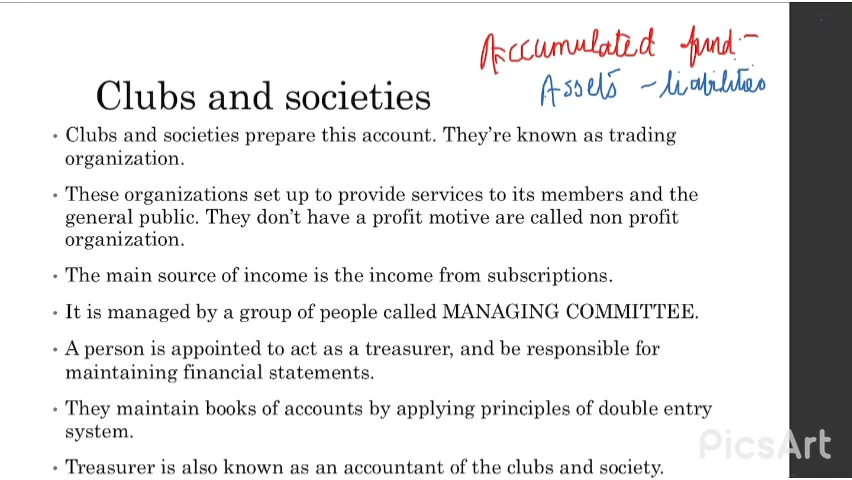 Accumulated fund:-
Assets - liabilities
Clubs and societies
• Clubs and societies prepare this account. They're known as trading
organization.
• These organizations set up to provide services to its members and the
general public. They don't have a profit motive are called non profit
organization.
• The main source of income is the income from subscriptions.
• It is managed by a group of people called MANAGING COMMITTEE.
• A person is appointed to act as a treasurer, and be responsible for
maintaining financial statements.
• They maintain books of accounts by applying principles of double entry
system.
• Treasurer is also known as an accountant of the clubs and society.
PicsArt